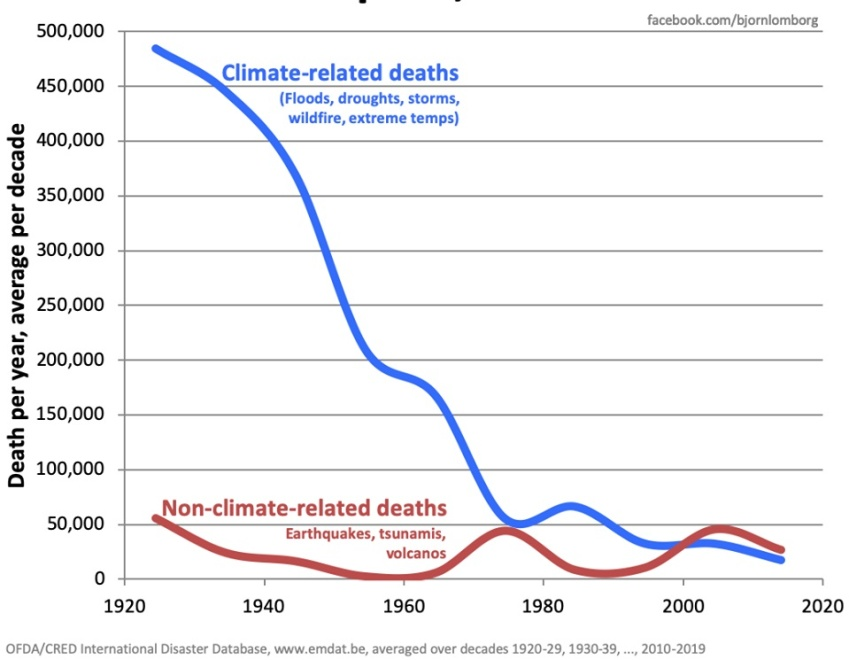 facebook.com/bjornlomborg
500,000
450,000
400,000
350,000
300,000
250,000
200,000
150,000
100,000
50,000
0
Death per year, average per decade
Climate-related deaths
(Floods, droughts, storms,
wildfire, extreme temps)
Non-climate-related deaths
Earthquakes, tsunamis,
volcanos
1920
1940
1960
1980
2000
2020
OFDA/CRED International Disaster Database, www.emdat.be, averaged over decades 1920-29, 1930-39, ..., 2010-2019